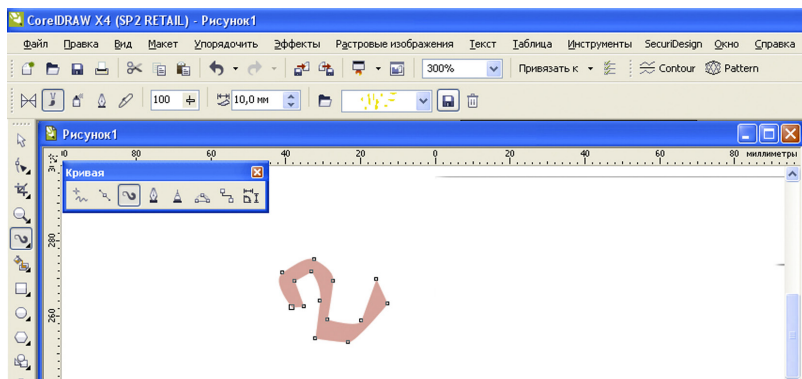 CorelDRAW X4 (SP2 RETAIL) - Рисунок1
Файл Правка Вид Макет Упорядочить Эффекты Растровые изображения Текст Таблица Инструменты SecuriDesign Окно Справка
300% Привязать к Contour Pattern
100 10,0 мм
Рисунок1
80 60 40 20 0 20 40 60 80 миллиметры
Кривая
280
260